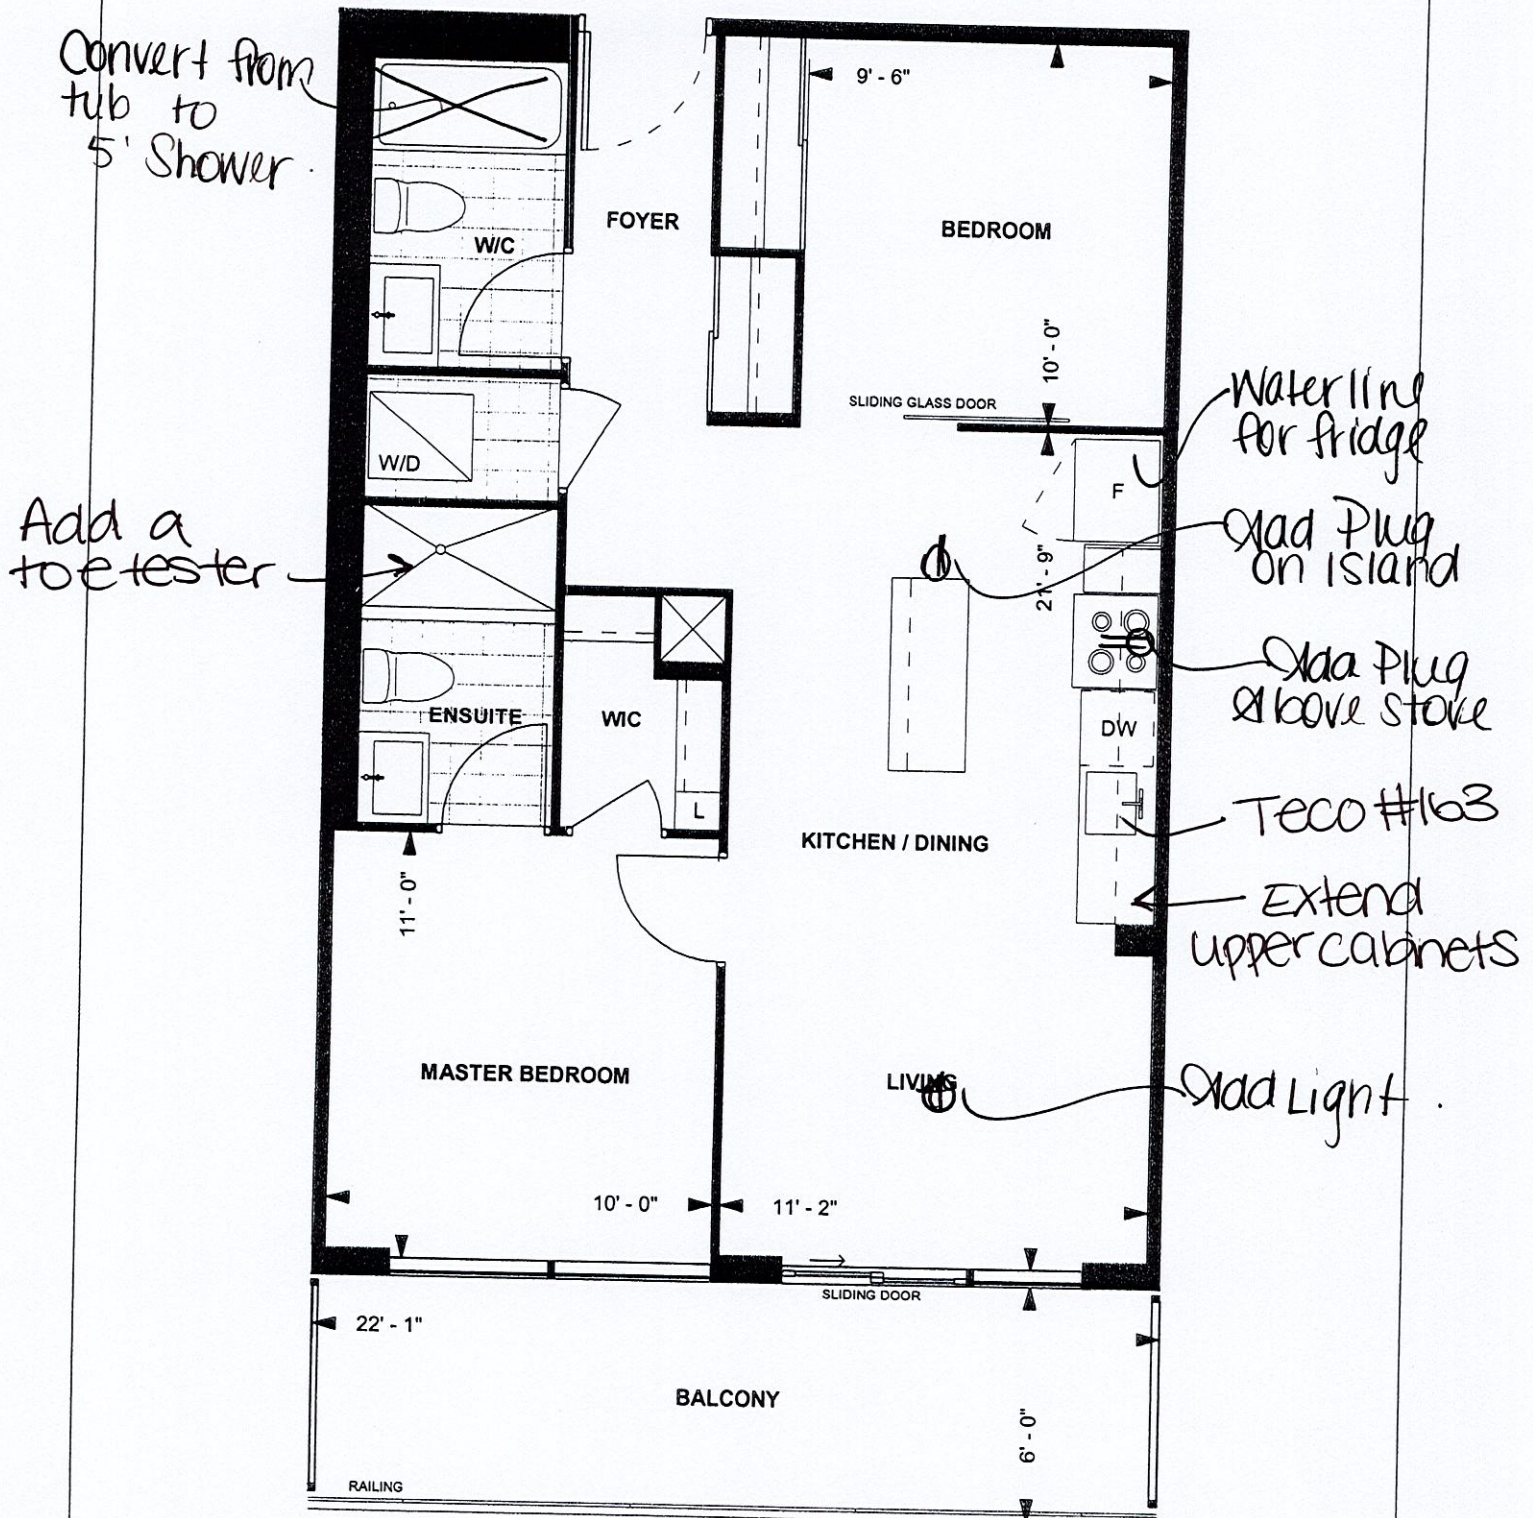 Convert from
tub to
5' Shower.
9' - 6"
FOYER
BEDROOM
W/C
10' - 0"
SLIDING GLASS DOOR
Waterline
for fridge
W/D
F
Add a
toe tester
Add Plug
on island
21' - 9"
Add Plug
Above stove
ENSUITE
WIC
DW
L
Teco #163
KITCHEN / DINING
11' - 0"
Extend
upper cabinets
MASTER BEDROOM
LIVING
Add Light.
10' - 0"
11' - 2"
SLIDING DOOR
22' - 1"
BALCONY
6' - 0"
RAILING